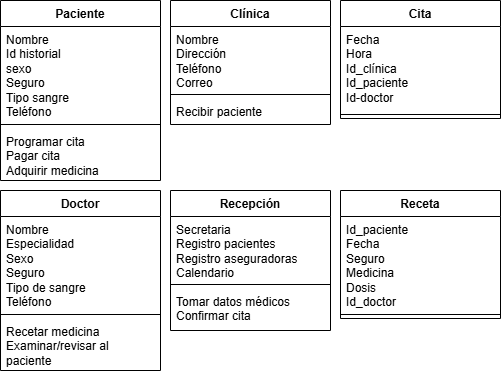 Paciente
Nombre
Id historial
sexo
Seguro
Tipo sangre
Teléfono
Programar cita
Pagar cita
Adquirir medicina
Clínica
Nombre
Dirección
Teléfono
Correo
Recibir paciente
Cita
Fecha
Hora
Id_clínica
Id_paciente
Id-doctor
Doctor
Nombre
Especialidad
Sexo
Seguro
Tipo de sangre
Teléfono
Recetar medicina
Examinar/revisar al
paciente
Recepción
Secretaria
Registro pacientes
Registro aseguradoras
Calendario
Tomar datos médicos
Confirmar cita
Receta
Id_paciente
Fecha
Seguro
Medicina
Dosis
Id_doctor